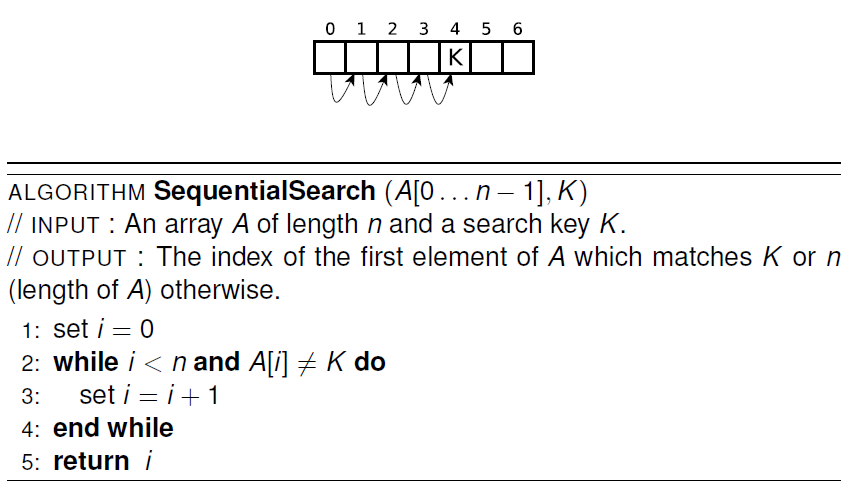 0 1 2 3 4 5 6
K
ALGORITHM SequentialSearch (A[0 . . . n − 1], K)
// INPUT : An array A of length n and a search key K.
// OUTPUT : The index of the first element of A which matches K or n
(length of A) otherwise.
1: set i = 0
2: while i < n and A[i] ≠ K do
3: set i = i + 1
4: end while
5: return i